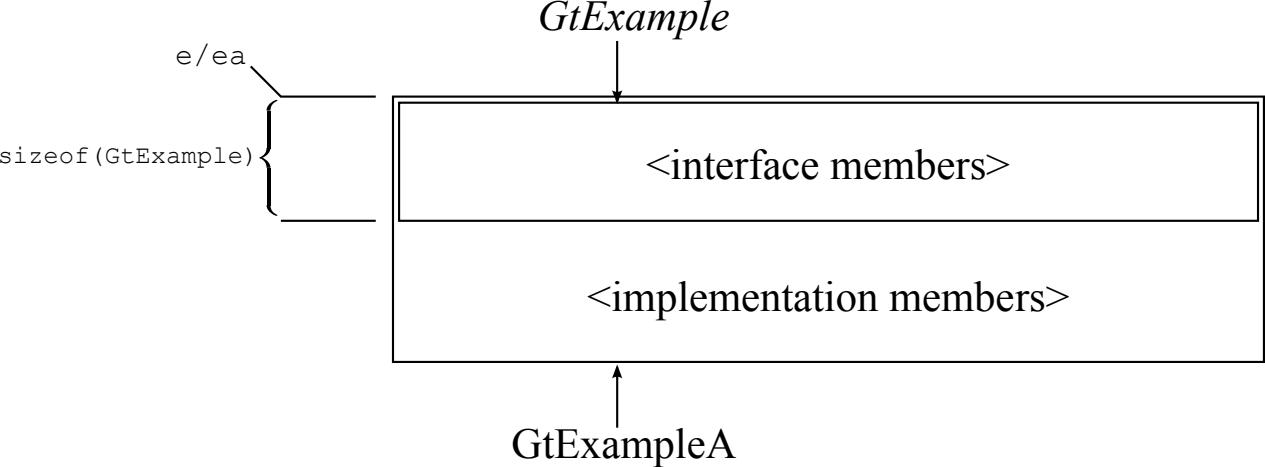 GtExample
e/ea
<interface members>
sizeof(GtExample)
<implementation members>
GtExampleA